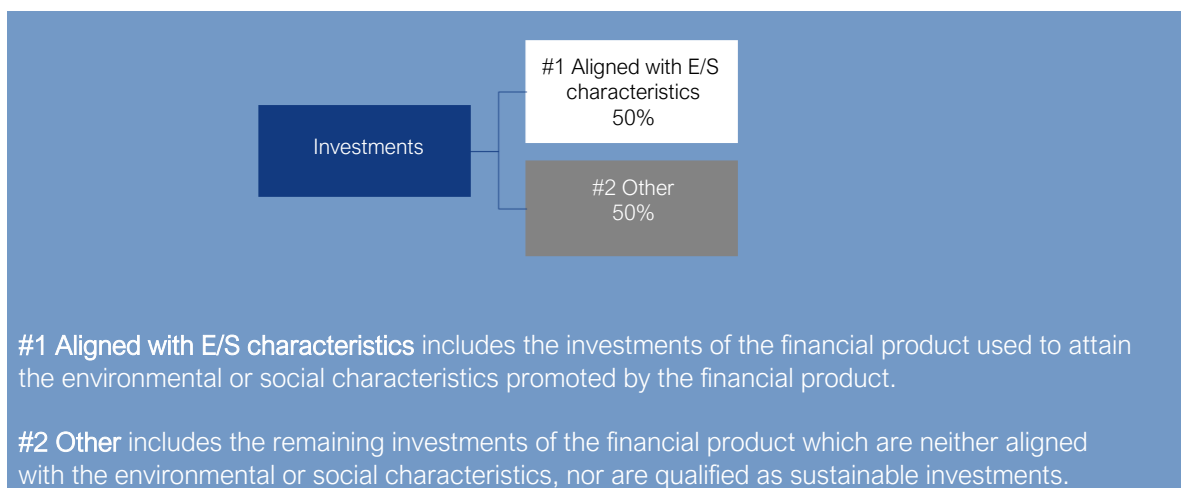 #1 Aligned with E/S
characteristics
50%
Investments
#2 Other
50%
#1 Aligned with E/S characteristics includes the investments of the financial product used to attain
the environmental or social characteristics promoted by the financial product.
#2 Other includes the remaining investments of the financial product which are neither aligned
with the environmental or social characteristics, nor are qualified as sustainable investments.